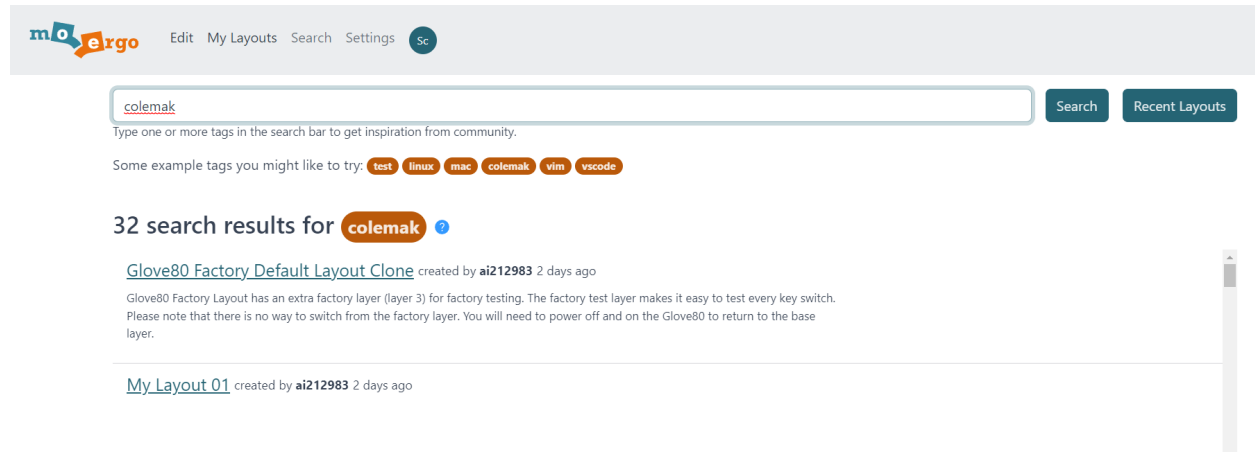 moergo Edit My Layouts Search Settings Sc
colemak Search Recent Layouts
Type one or more tags in the search bar to get inspiration from community.
Some example tags you might like to try: test linux mac colemak vim vscode
32 search results for colemak ?
Glove80 Factory Default Layout Clone created by ai212983 2 days ago
Glove80 Factory Layout has an extra factory layer (layer 3) for factory testing. The factory test layer makes it easy to test every key switch.
Please note that there is no way to switch from the factory layer. You will need to power off and on the Glove80 to return to the base
layer.
My Layout 01 created by ai212983 2 days ago